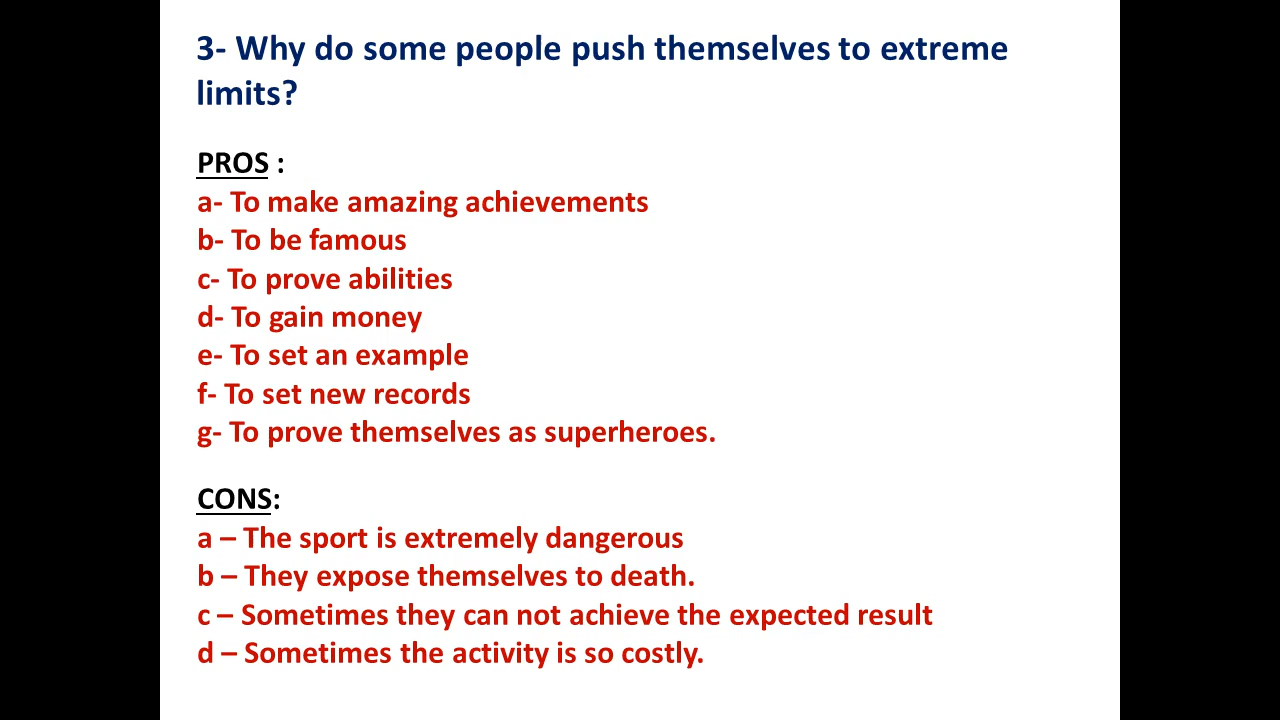 3- Why do some people push themselves to extreme
limits?
PROS :
a- To make amazing achievements
b- To be famous
c- To prove abilities
d- To gain money
e- To set an example
f- To set new records
g- To prove themselves as superheroes.
CONS:
a – The sport is extremely dangerous
b – They expose themselves to death.
c – Sometimes they can not achieve the expected result
d – Sometimes the activity is so costly.